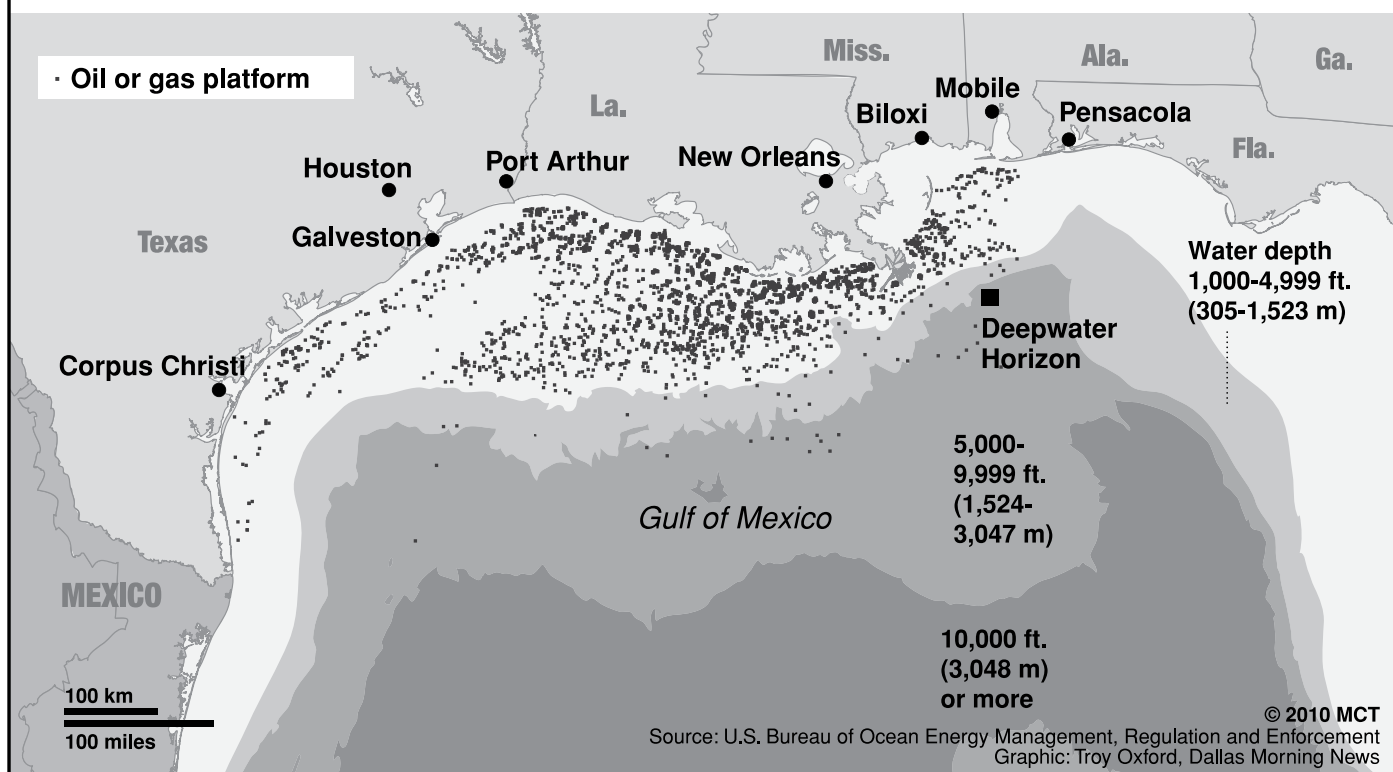 · Oil or gas platform
Miss.
Ala.
Ga.
La.
Mobile
Biloxi
Pensacola
Fla.
Houston
Port Arthur
New Orleans
Texas
Galveston
Water depth
1,000-4,999 ft.
(305-1,523 m)
Deepwater
Horizon
Corpus Christi
5,000-
9,999 ft.
(1,524-
3,047 m)
Gulf of Mexico
MEXICO
10,000 ft.
(3,048 m)
or more
100 km
100 miles
© 2010 MCT
Source: U.S. Bureau of Ocean Energy Management, Regulation and Enforcement
Graphic: Troy Oxford, Dallas Morning News